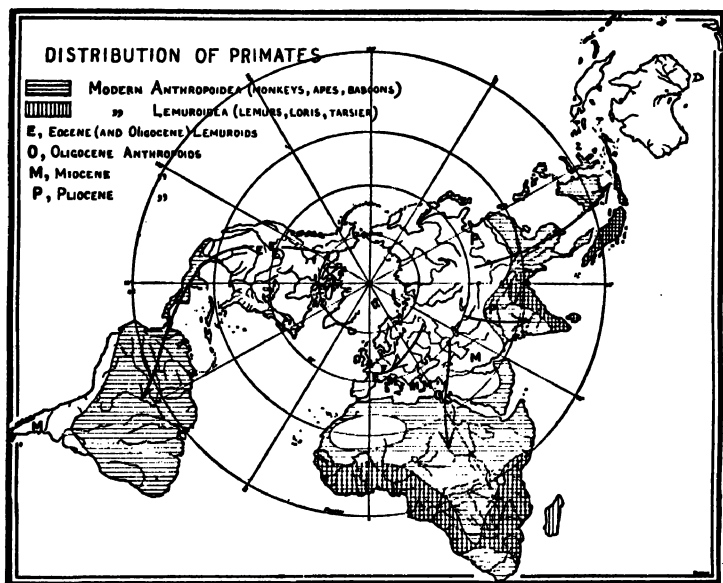 DISTRIBUTION OF PRIMATES
MODERN ANTHROPOIDEA (MONKEYS, APES, BABOONS)
„ LEMUROIDEA (LEMURS, LORIS, TARSIER)
E, EOCENE (AND OLIGOCENE) LEMUROIDS
O, OLIGOCENE ANTHROPOIDS
M, MIOCENE „
P, PLIOCENE „
P
E
M
M
M